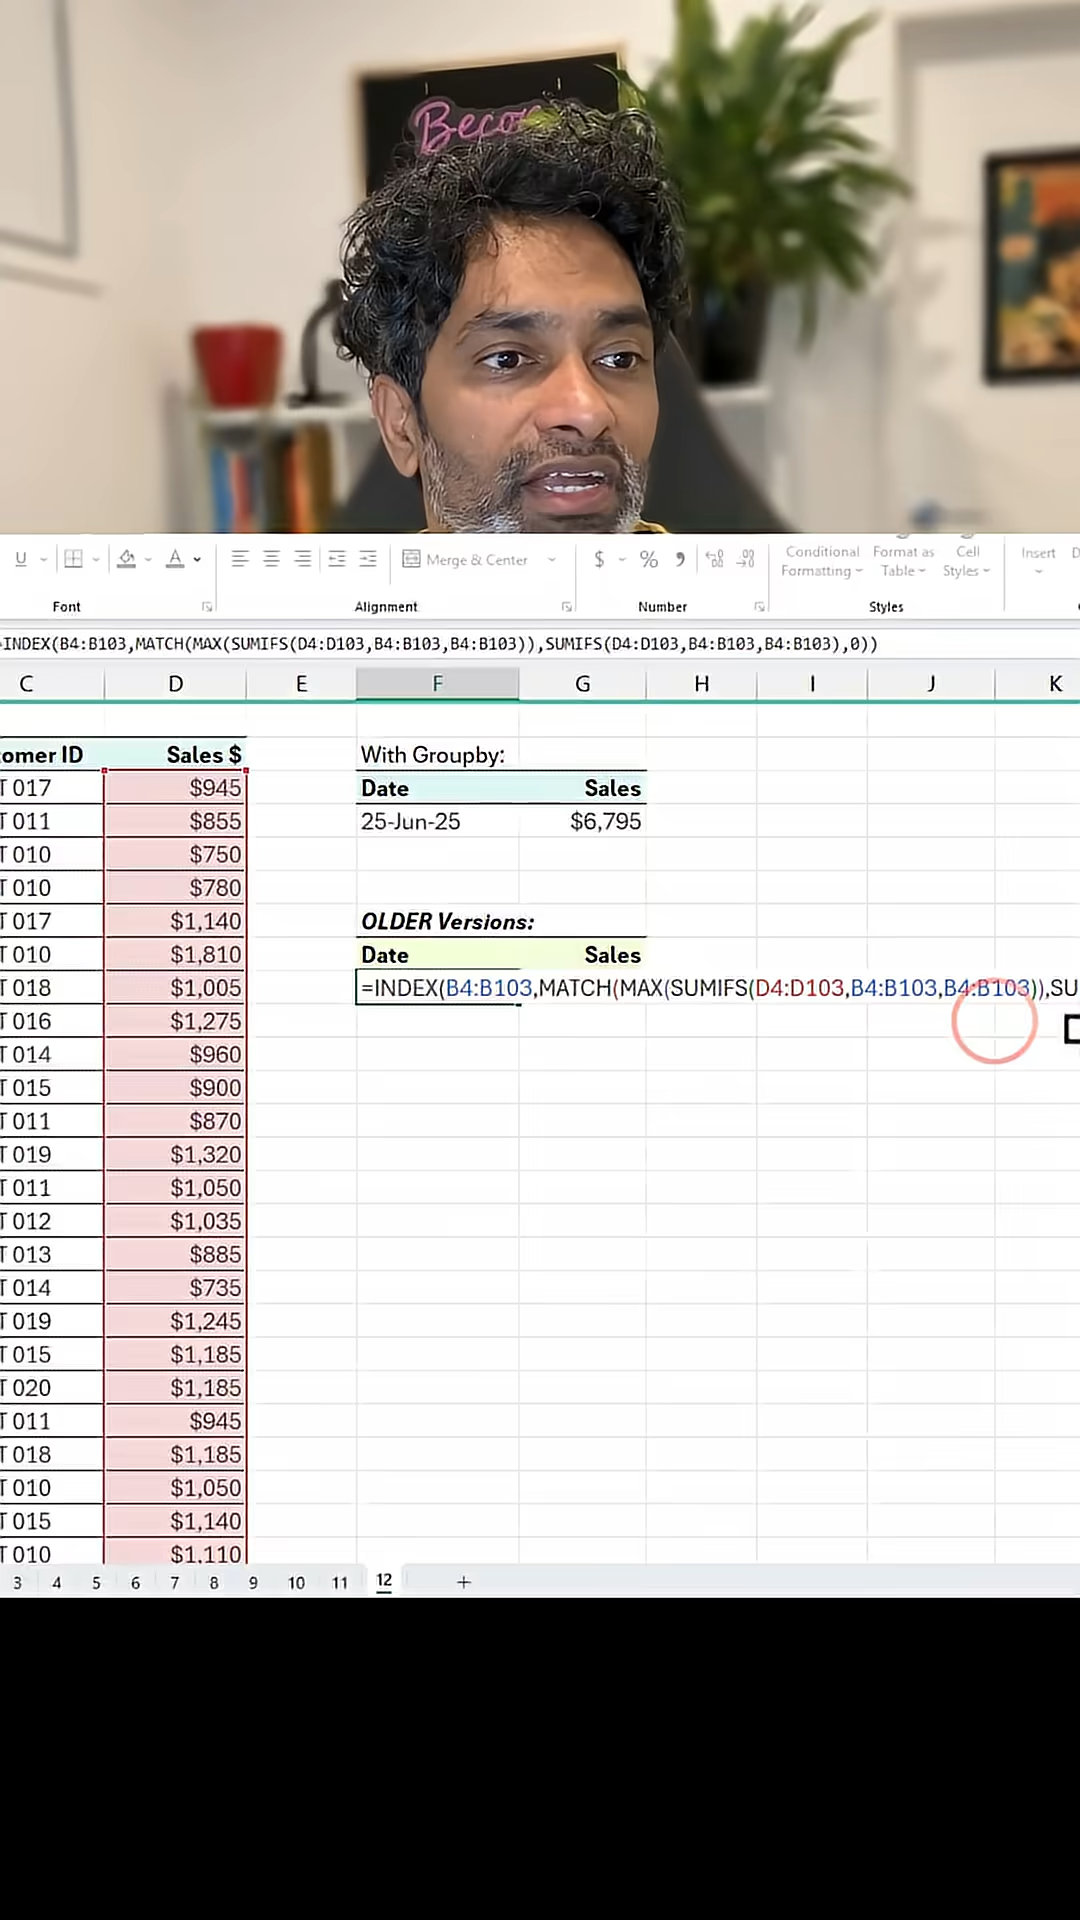 Beco
U
A
Merge & Center
$
%
Conditional
Formatting
Format as
Table
Cell
Styles
Insert
Font
Alignment
Number
Styles
=INDEX(B4:B103,MATCH(MAX(SUMIFS(D4:D103,B4:B103,B4:B103)),SUMIFS(D4:D103,B4:B103,B4:B103),0))
C D E F G H I J K
omer ID Sales $ With Groupby:
T 017 $945 Date Sales
T 011 $855 25-Jun-25 $6,795
T 010 $750
T 010 $780
T 017 $1,140 OLDER Versions:
T 010 $1,810 Date Sales
T 018 $1,005 =INDEX(B4:B103,MATCH(MAX(SUMIFS(D4:D103,B4:B103,B4:B103)),SU
T 016 $1,275
T 014 $960
T 015 $900
T 011 $870
T 019 $1,320
T 011 $1,050
T 012 $1,035
T 013 $885
T 014 $735
T 019 $1,245
T 015 $1,185
T 020 $1,185
T 011 $945
T 018 $1,185
T 010 $1,050
T 015 $1,140
T 010 $1,110
3 4 5 6 7 8 9 10 11 12 +